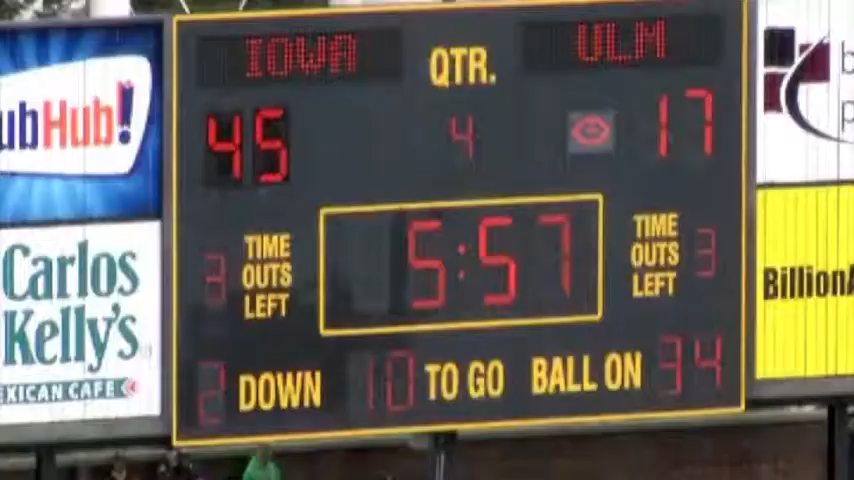 IOWA
QTR.
ULM
45
4
17
3
TIME
OUTS
LEFT
5:57
TIME
OUTS
LEFT
3
2 DOWN 10 TO GO BALL ON 34
ubHub!
Carlos
Kelly's
EXICAN CAFE
b
p
Billion